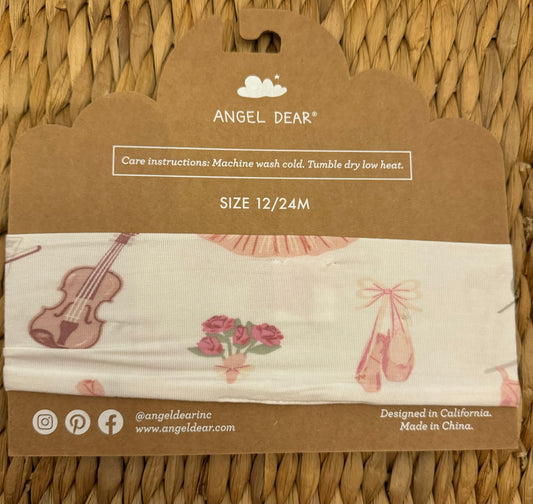 ANGEL DEAR®
Care instructions: Machine wash cold. Tumble dry low heat.
SIZE 12/24M
@angeldearinc
www.angeldear.com
Designed in California.
Made in China.